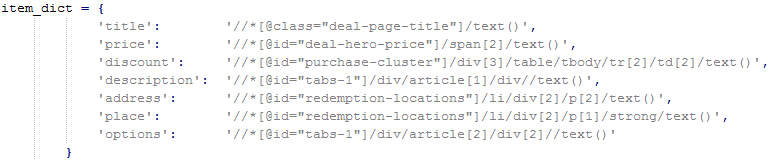 item_dict = {
'title': '//*[@class="deal-page-title"]/text()',
'price': '//*[@id="deal-hero-price"]/span[2]/text()',
'discount': '//*[@id="purchase-cluster"]/div[3]/table/tbody/tr[2]/td[2]/text()',
'description': '//*[@id="tabs-1"]/div/article[1]/div//text()',
'address': '//*[@id="redemption-locations"]/li/div[2]/p[2]/text()',
'place': '//*[@id="redemption-locations"]/li/div[2]/p[1]/strong/text()',
'options': '//*[@id="tabs-1"]/div/article[2]/div[2]//text()'
}